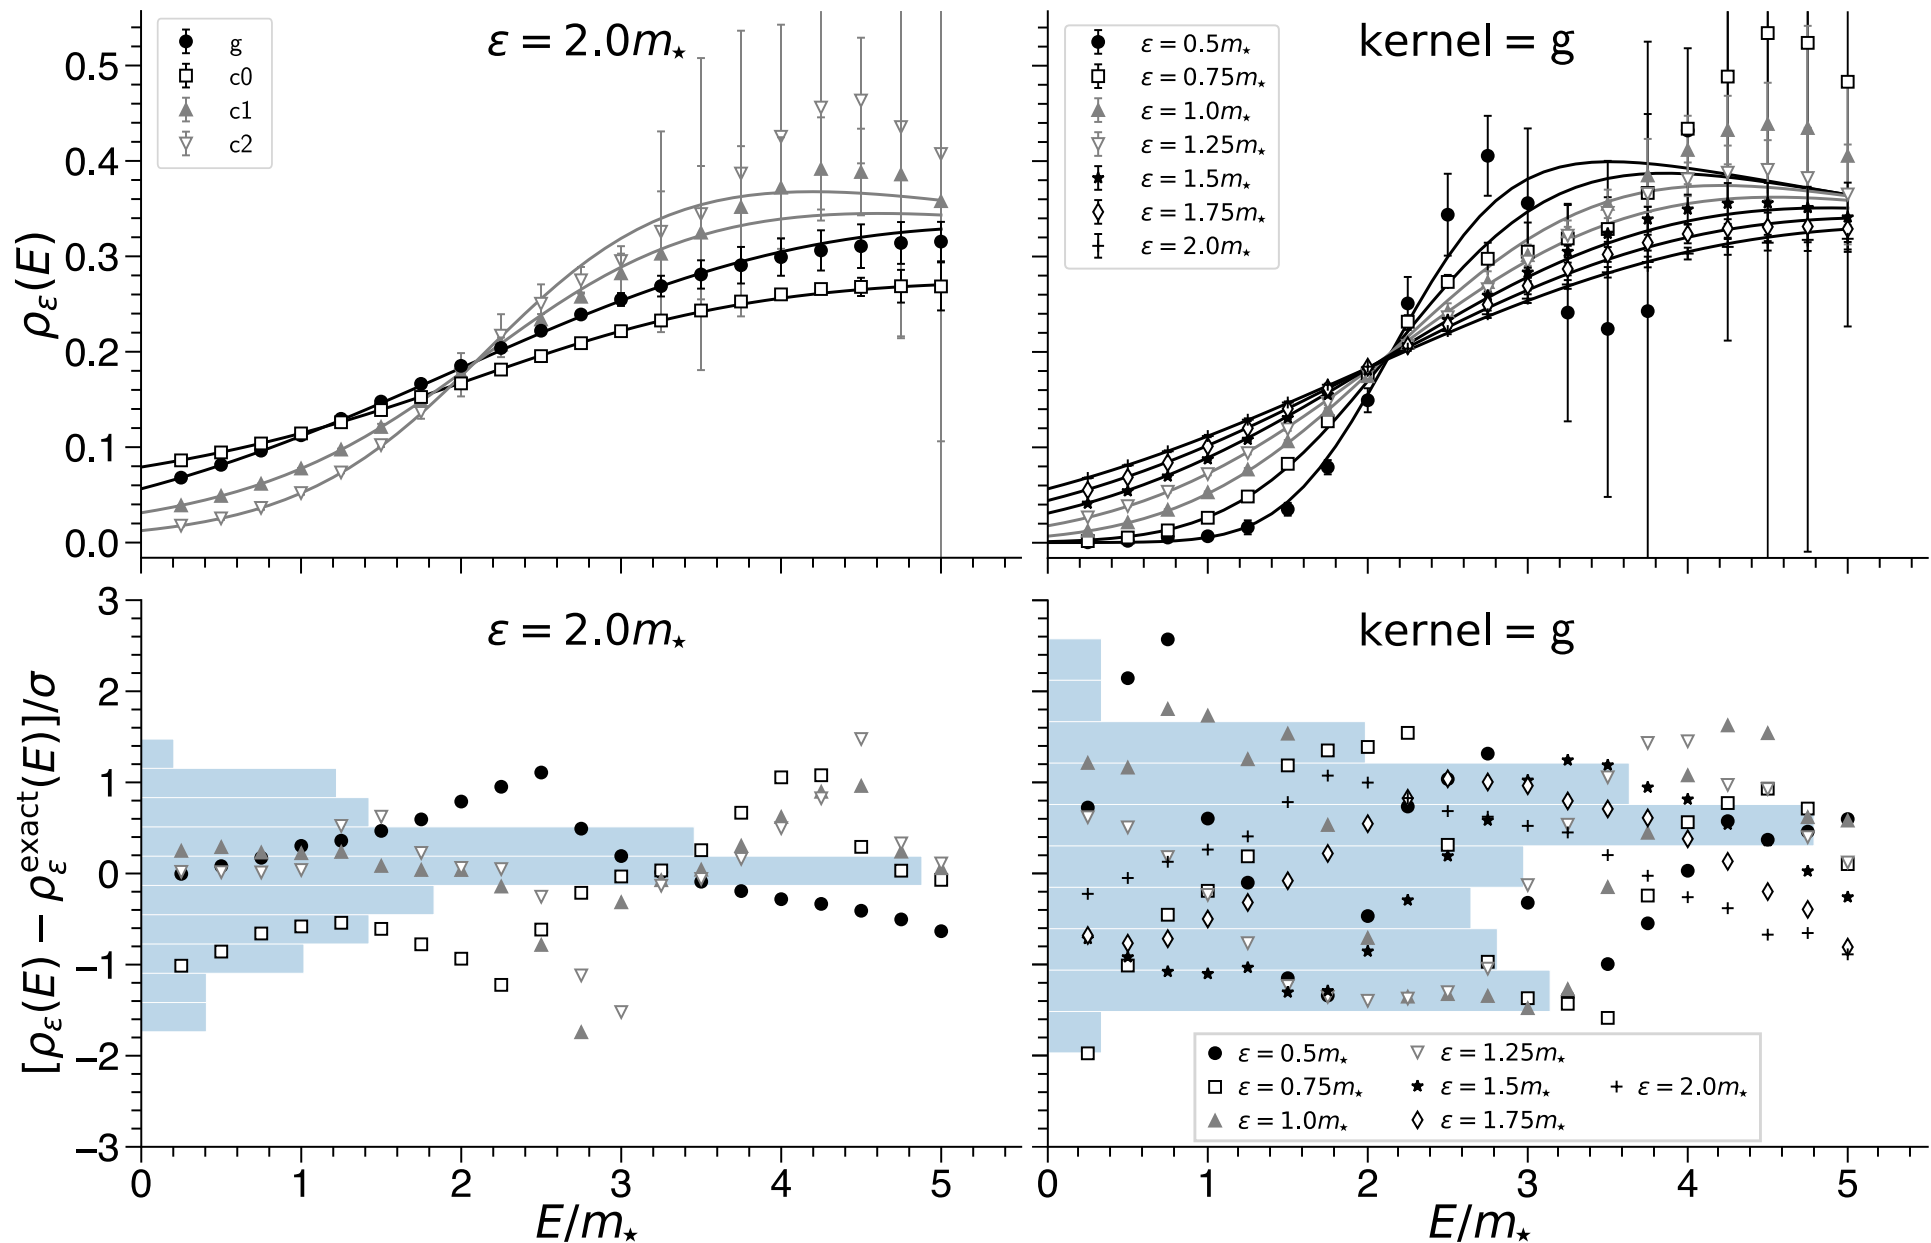 ε = 2.0m⋆
g
c0
c1
c2
0.5
0.4
0.3
0.2
0.1
0.0
ρε(E)
kernel = g
ε = 0.5m⋆
ε = 0.75m⋆
ε = 1.0m⋆
ε = 1.25m⋆
ε = 1.5m⋆
ε = 1.75m⋆
ε = 2.0m⋆
ε = 2.0m⋆
3
2
1
0
−1
−2
−3
[ρε(E) − ρε^exact(E)]/σ
0 1 2 3 4 5
E/m⋆
kernel = g
ε = 0.5m⋆ ε = 1.25m⋆
ε = 0.75m⋆ ε = 1.5m⋆ ε = 2.0m⋆
ε = 1.0m⋆ ε = 1.75m⋆
0 1 2 3 4 5
E/m⋆